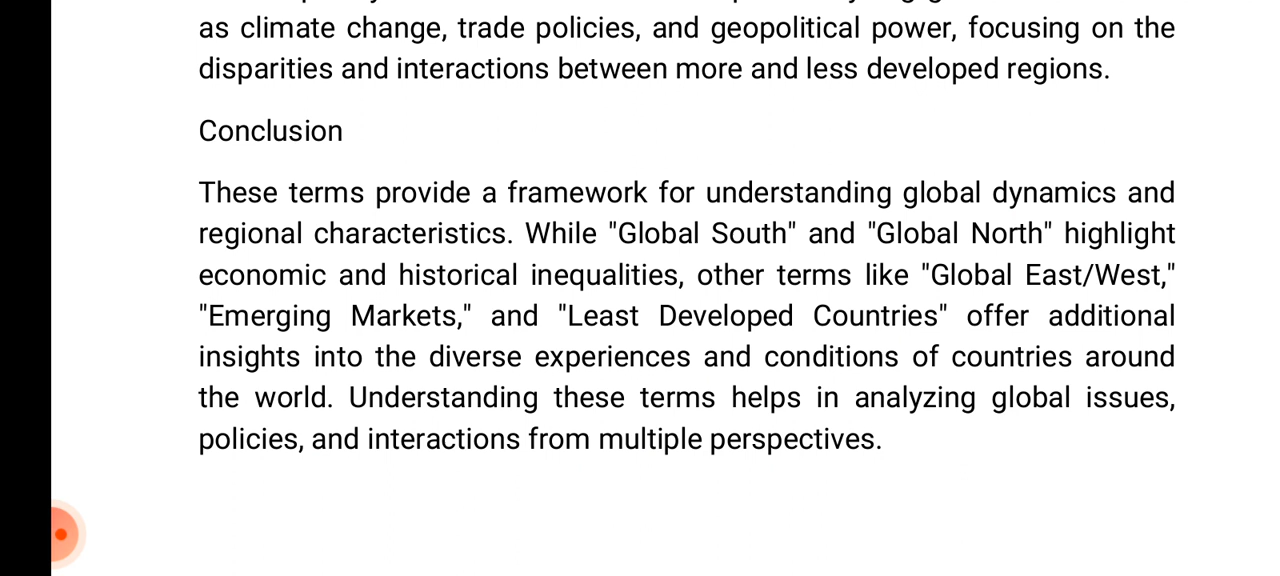 as climate change, trade policies, and geopolitical power, focusing on the
disparities and interactions between more and less developed regions.
Conclusion
These terms provide a framework for understanding global dynamics and
regional characteristics. While "Global South" and "Global North" highlight
economic and historical inequalities, other terms like "Global East/West,"
"Emerging Markets," and "Least Developed Countries" offer additional
insights into the diverse experiences and conditions of countries around
the world. Understanding these terms helps in analyzing global issues,
policies, and interactions from multiple perspectives.